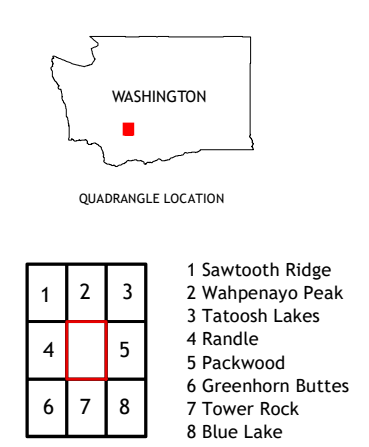 WASHINGTON
QUADRANGLE LOCATION
1 2 3
4 5
6 7 8
1 Sawtooth Ridge
2 Wahpenayo Peak
3 Tatoosh Lakes
4 Randle
5 Packwood
6 Greenhorn Buttes
7 Tower Rock
8 Blue Lake